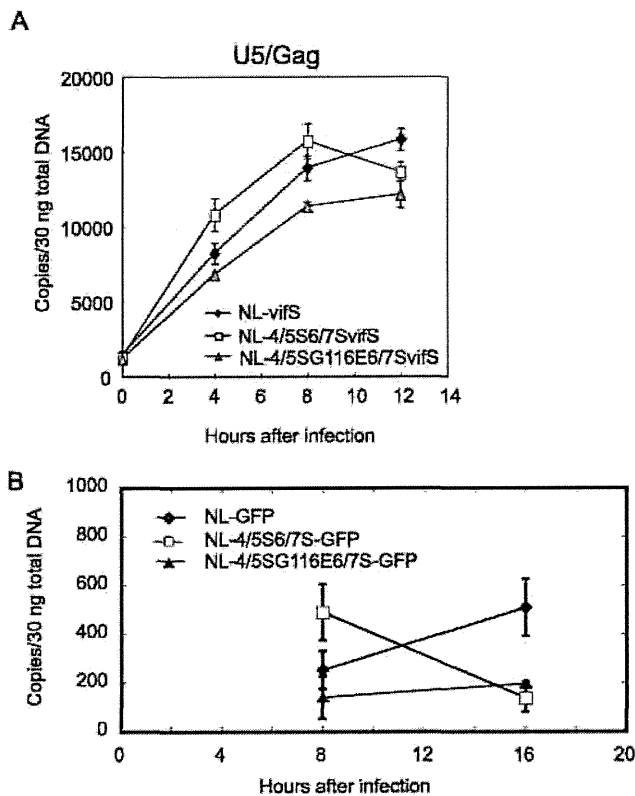 A
U5/Gag
20000
15000
10000
5000
0
Copies/30 ng total DNA
NL-vifS
NL-4/5S6/7SvifS
NL-4/5SG116E6/7SvifS
0 2 4 6 8 10 12 14
Hours after infection
B
1000
800
600
400
200
0
Copies/30 ng total DNA
NL-GFP
NL-4/5S6/7S-GFP
NL-4/5SG116E6/7S-GFP
0 4 8 12 16 20
Hours after infection